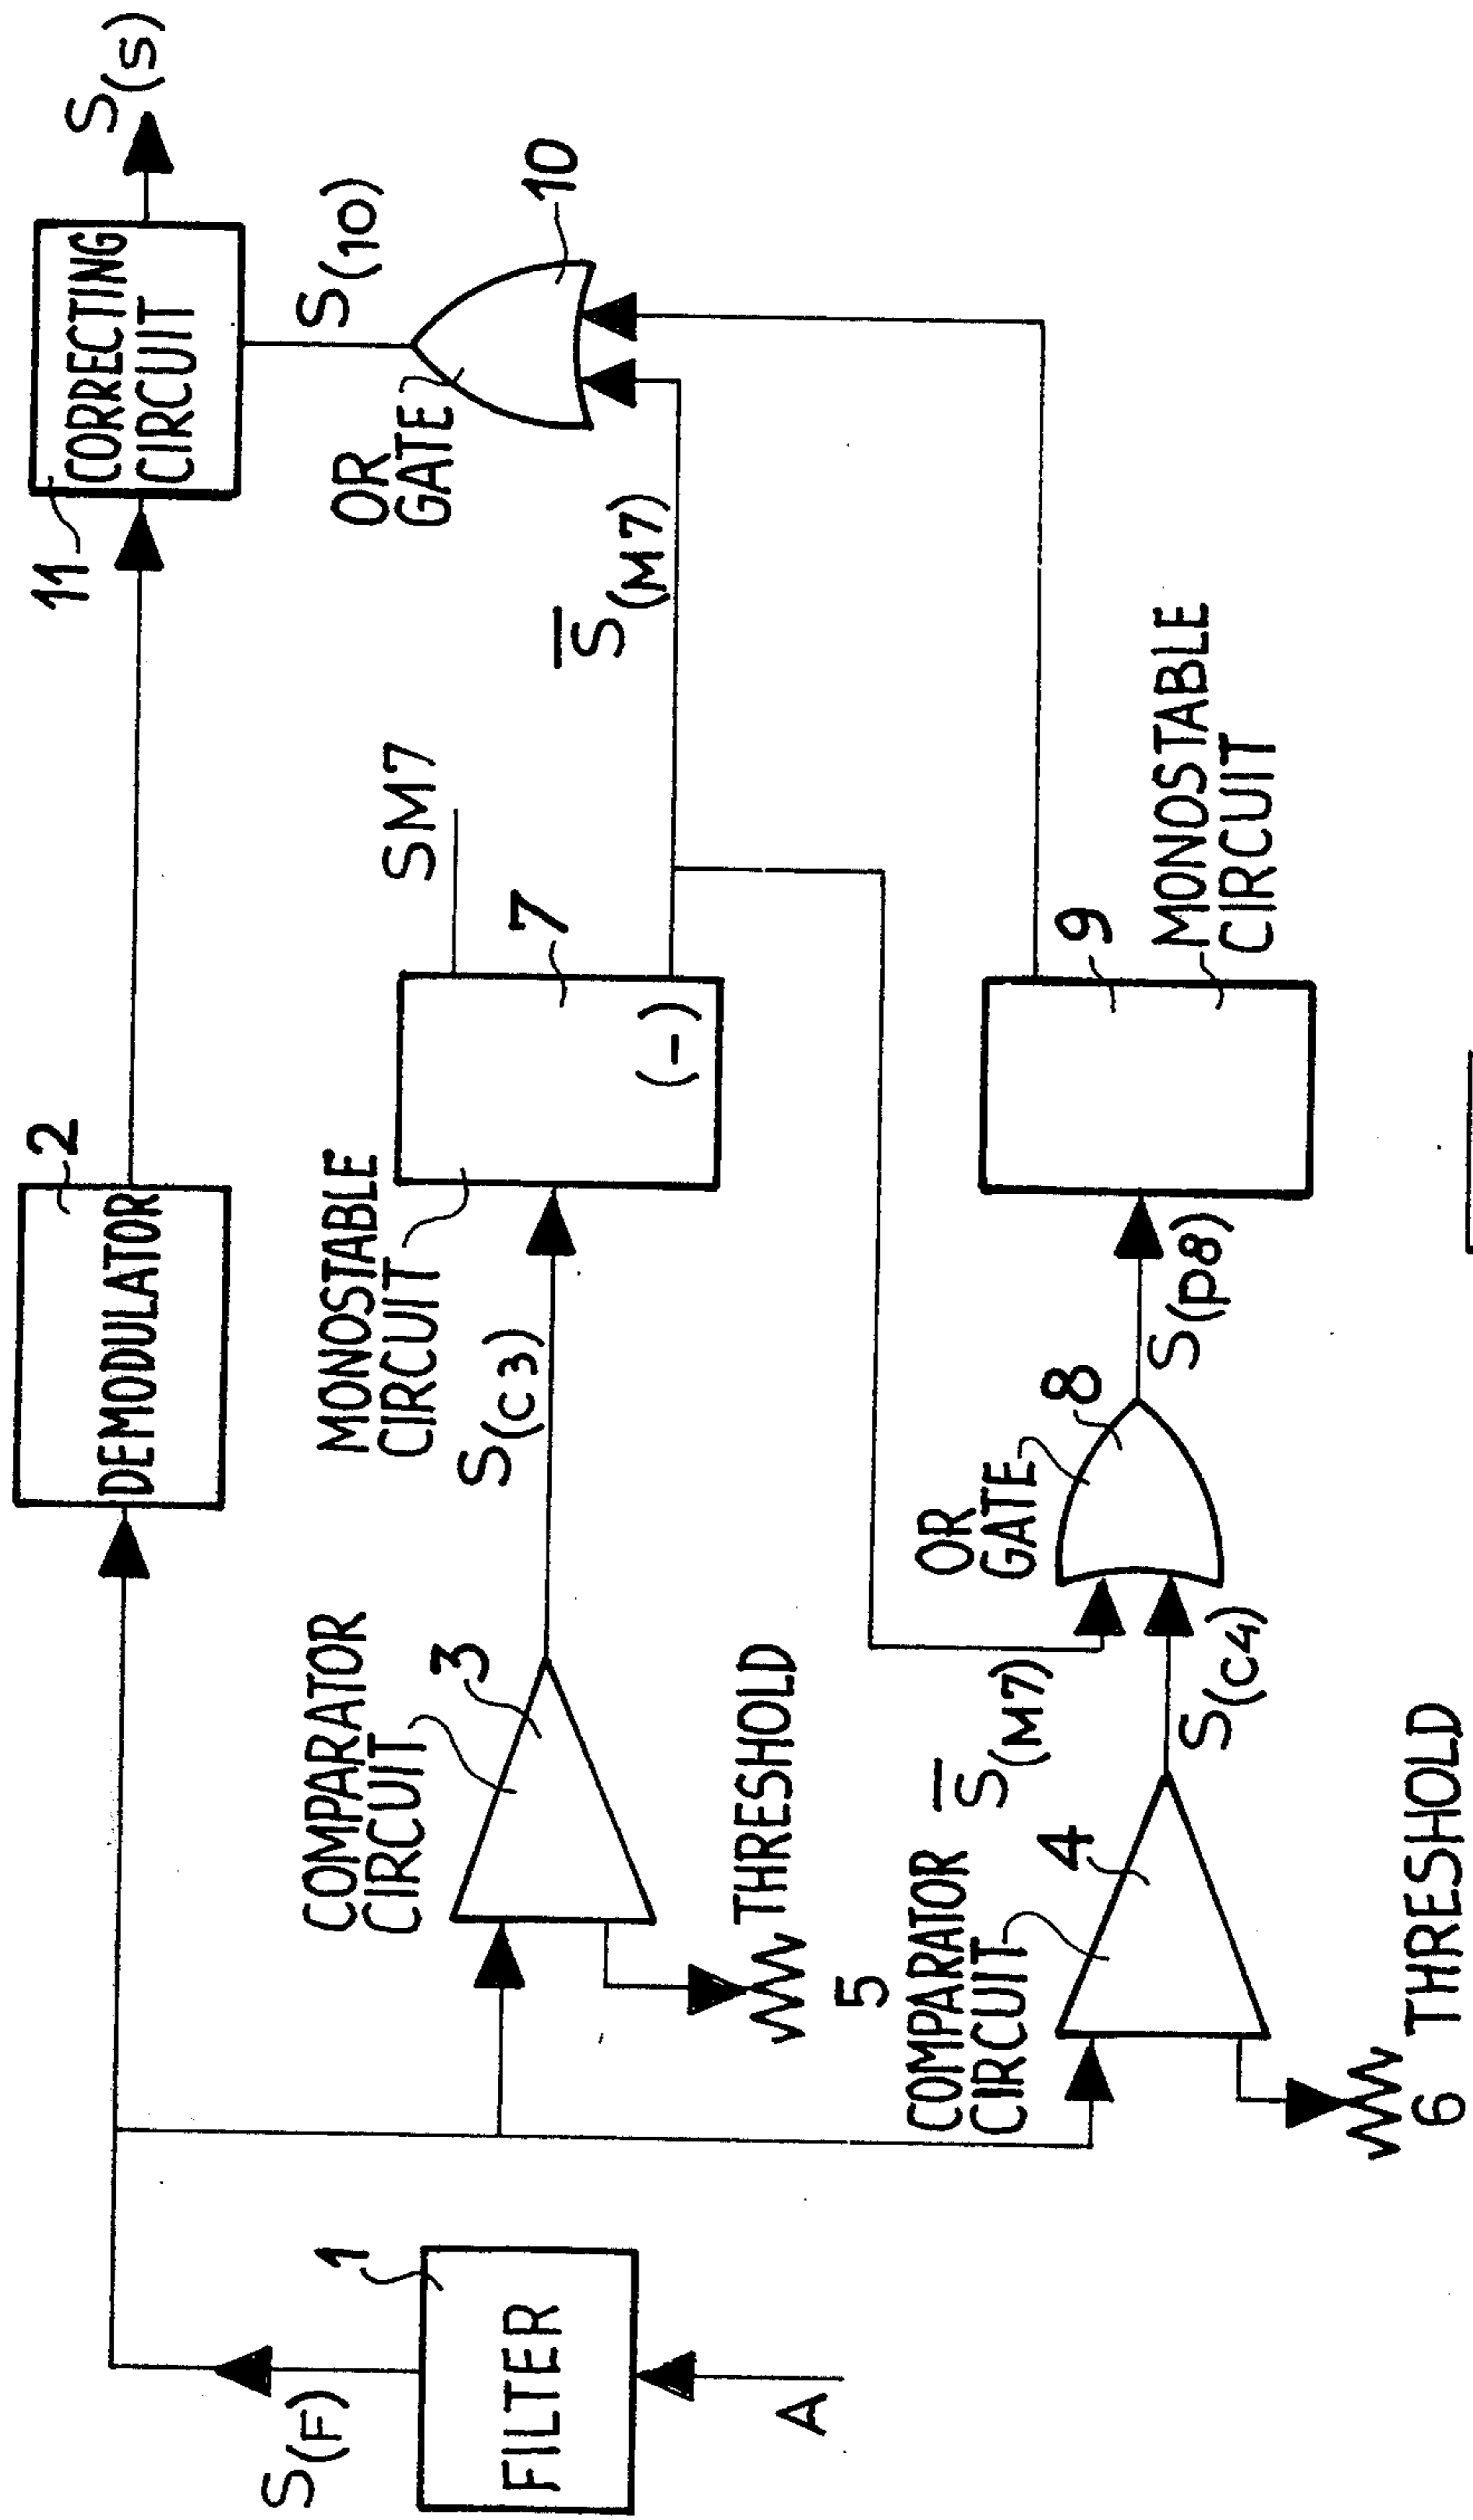 A
FILTER
1
S(F)
DEMODULATOR
2
11
CORRECTING
CIRCUIT
S(s)
COMPARATOR
CIRCUIT
3
THRESHOLD
5
S(c3)
MONOSTABLE
CIRCUIT
7
(-)
SM7
S̅(M7)
OR
GATE
10
S(10)
COMPARATOR
CIRCUIT
4
THRESHOLD
6
S̅(M7)
S(c4)
OR
GATE
8
S(p8)
9
MONOSTABLE
CIRCUIT